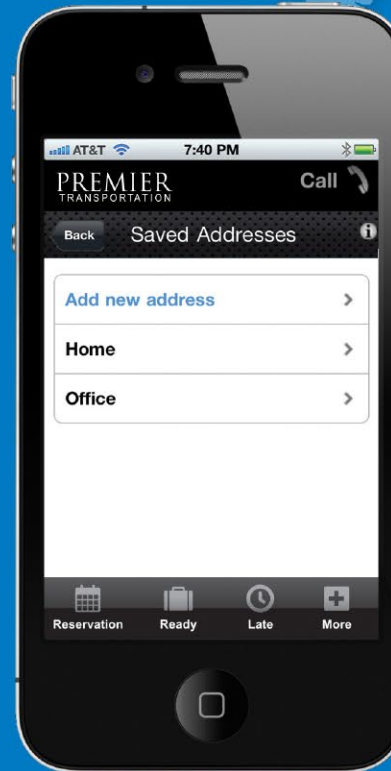 AT&T 7:40 PM
PREMIER Call
TRANSPORTATION
Back Saved Addresses i
Add new address
Home
Office
Reservation Ready Late More